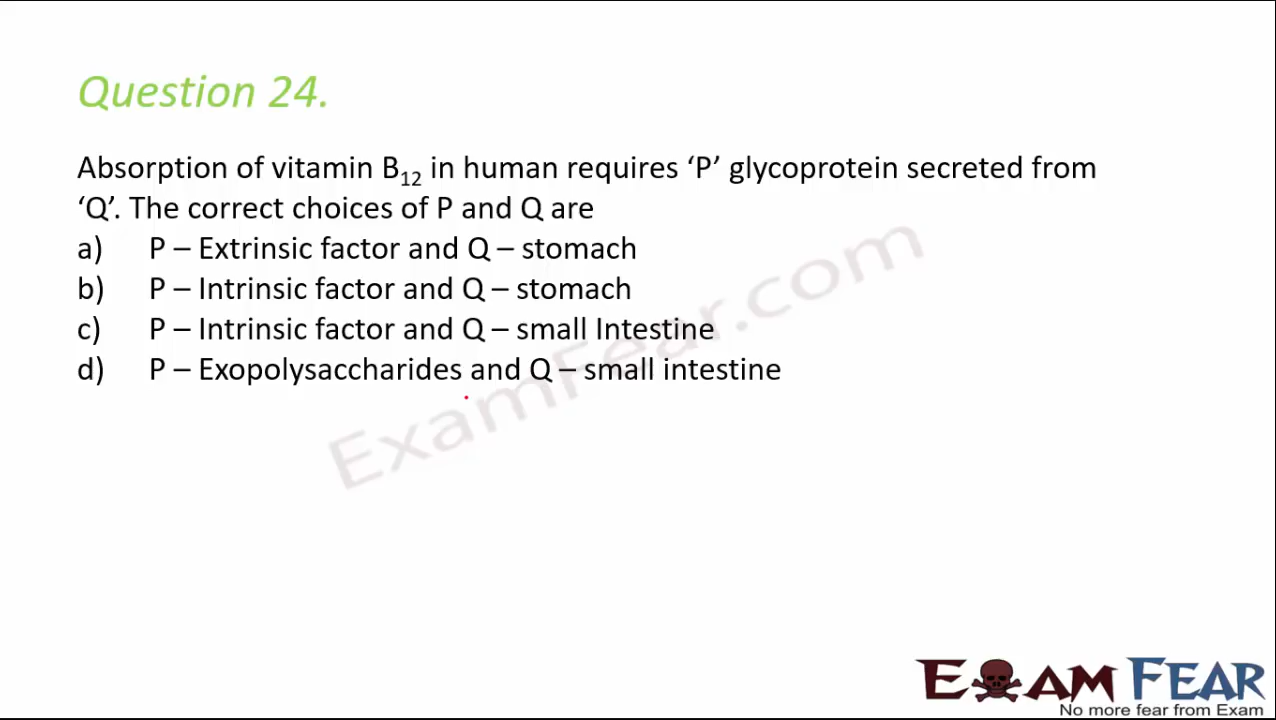 Question 24.
Absorption of vitamin B₁₂ in human requires ‘P’ glycoprotein secreted from
‘Q’. The correct choices of P and Q are
a) P – Extrinsic factor and Q – stomach
b) P – Intrinsic factor and Q – stomach
c) P – Intrinsic factor and Q – small Intestine
d) P – Exopolysaccharides and Q – small intestine
ExamFear.com
EXAM FEAR
No more fear from Exam